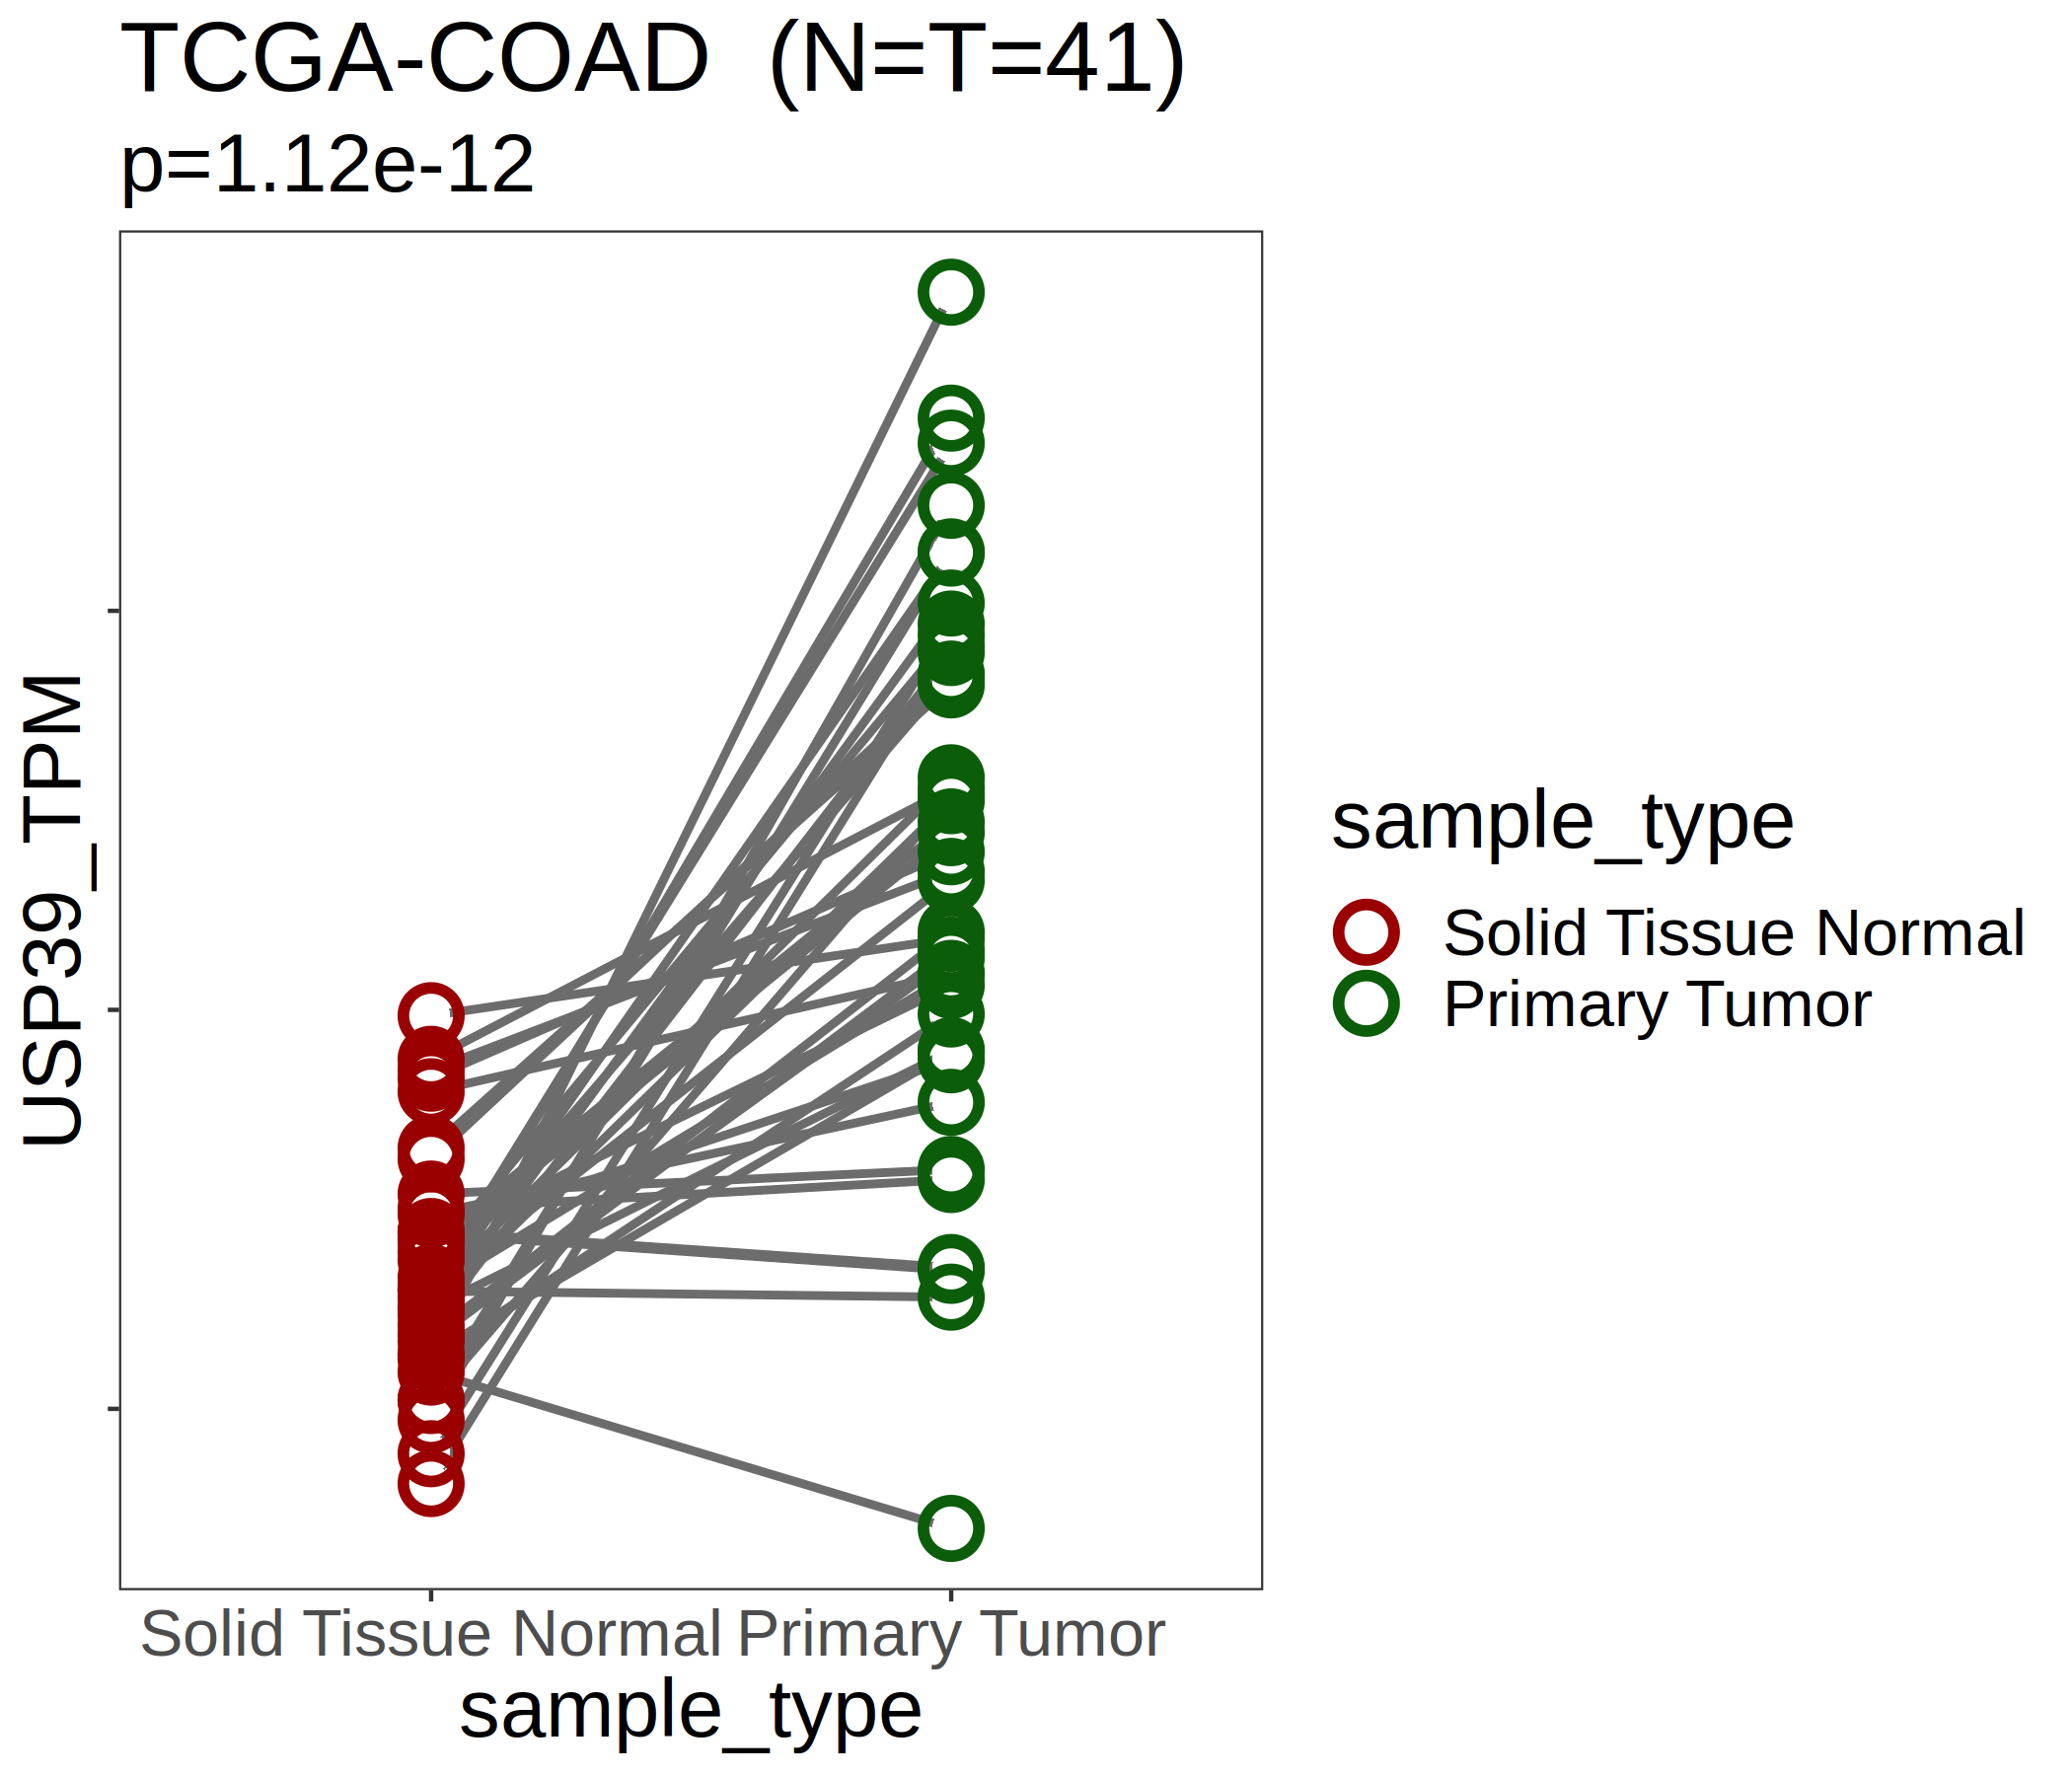 TCGA-COAD (N=T=41)
p=1.12e-12
USP39_TPM
Solid Tissue Normal Primary Tumor
sample_type
sample_type
Solid Tissue Normal
Primary Tumor